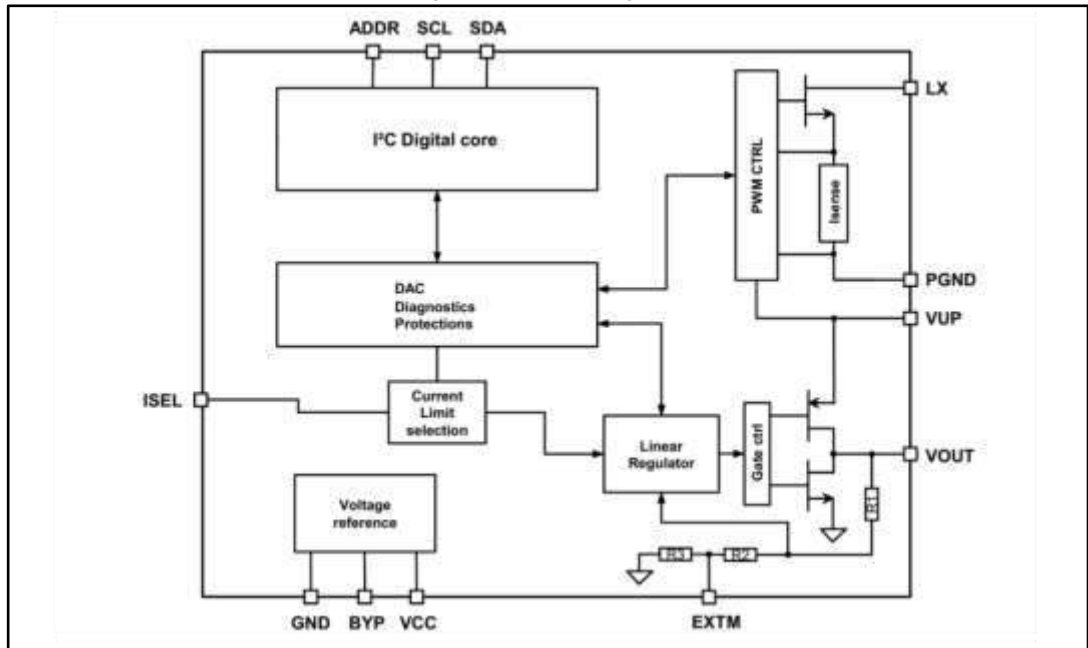 ADDR SCL SDA
I²C Digital core
LX
PWM CTRL
Isense
PGND
VUP
DAC
Diagnostics
Protections
ISEL
Current
Limit
selection
Linear
Regulator
Gate ctrl
VOUT
R1
Voltage
reference
R3
R2
GND BYP VCC
EXTM